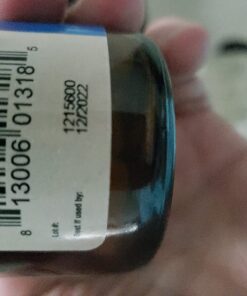 8 13006 01318 5
Lot #: 1215600
Best if used by: 12/2022